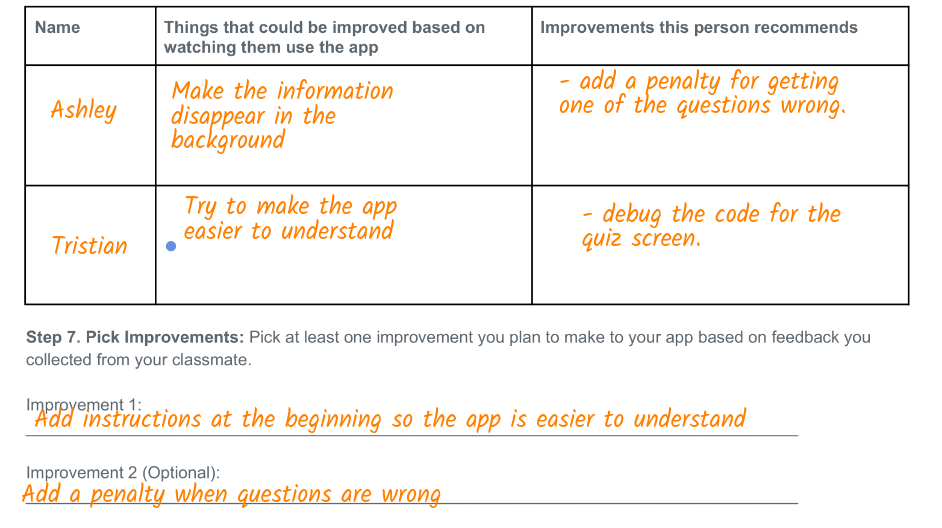 Name
Things that could be improved based on
watching them use the app
Improvements this person recommends
Ashley
Make the information
disappear in the
background
- add a penalty for getting
one of the questions wrong.
Tristian
Try to make the app
easier to understand
- debug the code for the
quiz screen.
Step 7. Pick Improvements: Pick at least one improvement you plan to make to your app based on feedback you
collected from your classmate.
Improvement 1:
Add instructions at the beginning so the app is easier to understand
Improvement 2 (Optional):
Add a penalty when questions are wrong